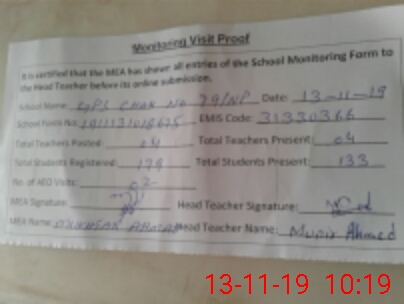 Monitoring Visit Proof
It is certified that the MEA has shown all entries of the School Monitoring Form to
the Head Teacher before its online submission.
School Name: GPS CHAK No 79/NP Date: 13-11-19
School Form No: EMIS Code: 31330366
Total Teachers Posted: 04 Total Teachers Present: 04
Total Students Registered: 179 Total Students Present: 133
No. of AEO Visits: 02
MEA Signature: Head Teacher Signature:
MEA Name: Head Teacher Name: Ahmed
13-11-19 10:19